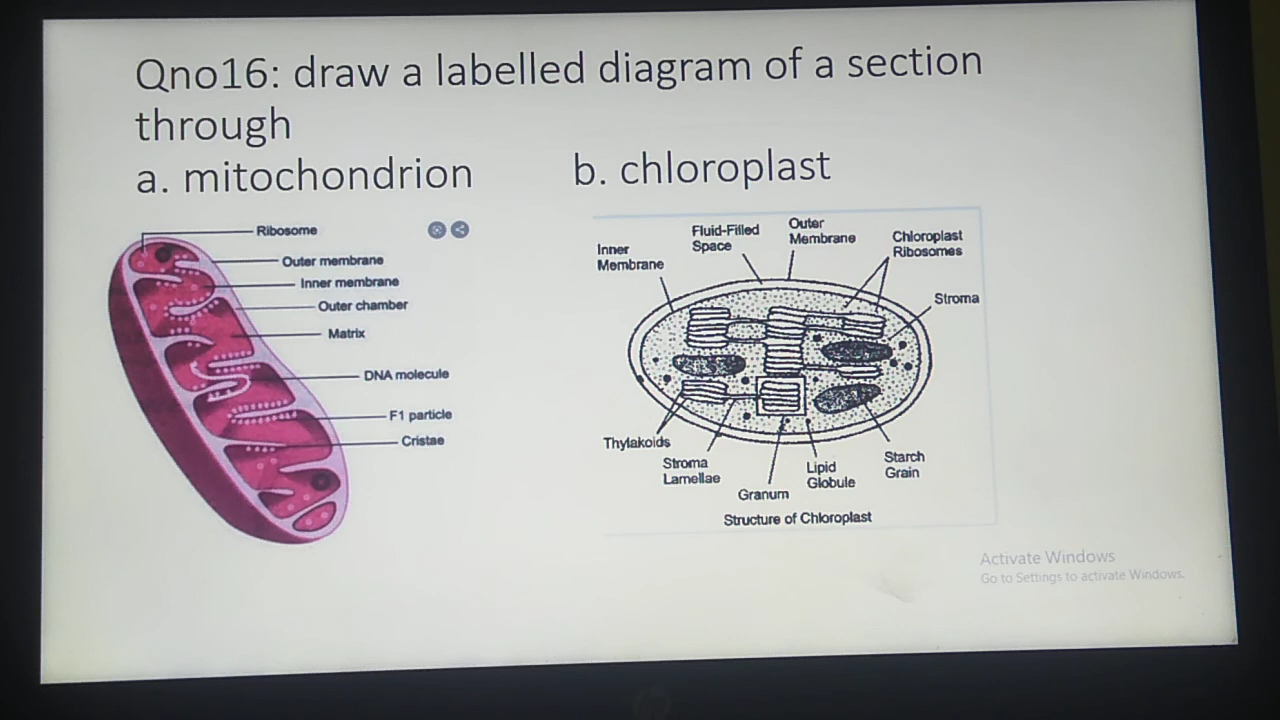 Qno16: draw a labelled diagram of a section
through
a. mitochondrion
b. chloroplast
Ribosome
Outer membrane
Inner membrane
Outer chamber
Matrix
DNA molecule
F1 particle
Cristae
Inner
Membrane
Fluid-Filled
Space
Outer
Membrane
Chloroplast
Ribosomes
Stroma
Thylakoids
Stroma
Lamellae
Granum
Lipid
Globule
Starch
Grain
Structure of Chloroplast
Activate Windows
Go to Settings to activate Windows.